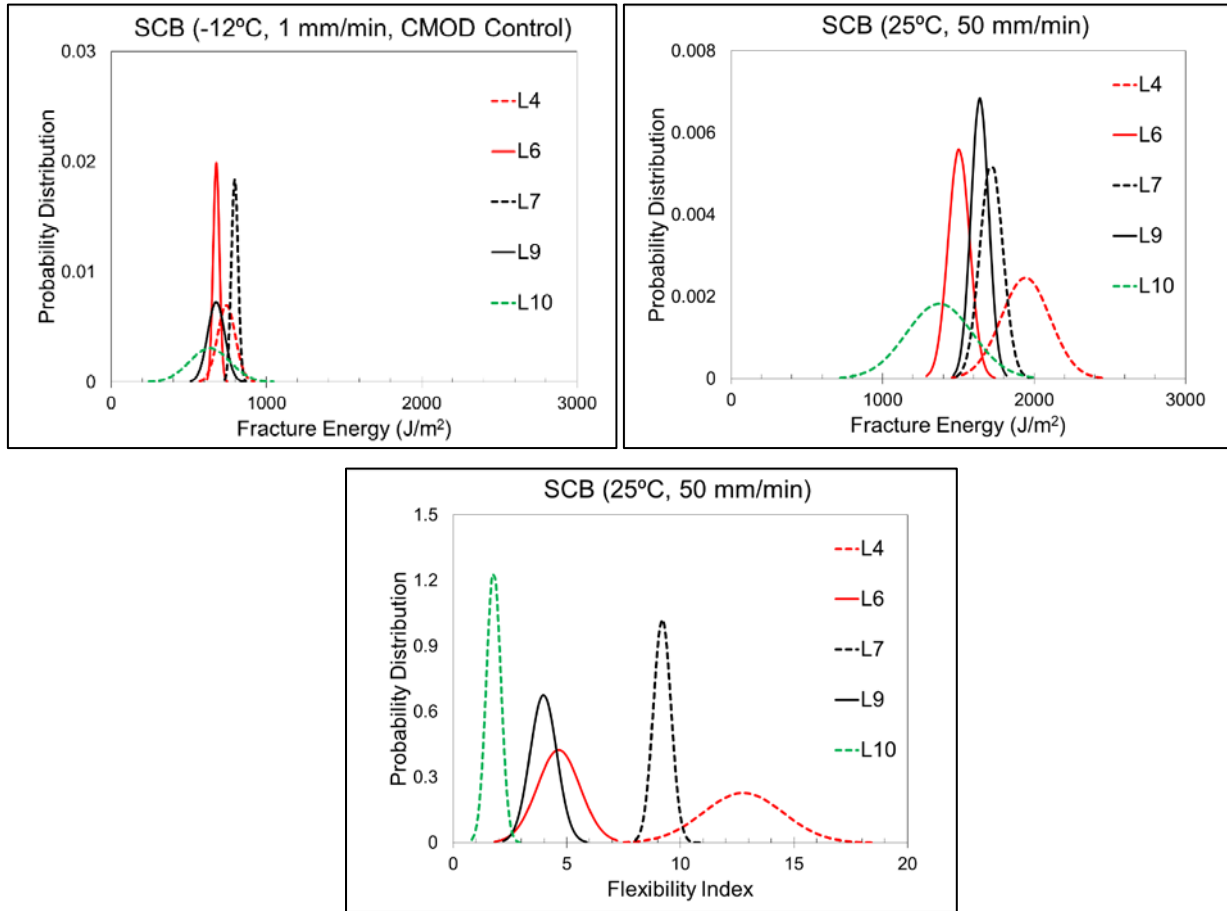 SCB (-12ºC, 1 mm/min, CMOD Control)
Probability Distribution
0.03
0.02
0.01
0
0
1000
2000
3000
Fracture Energy (J/m²)
L4
L6
L7
L9
L10
SCB (25ºC, 50 mm/min)
Probability Distribution
0.008
0.006
0.004
0.002
0
0
1000
2000
3000
Fracture Energy (J/m²)
L4
L6
L7
L9
L10
SCB (25ºC, 50 mm/min)
Probability Distribution
1.5
1.2
0.9
0.6
0.3
0
0
5
10
15
20
Flexibility Index
L4
L6
L7
L9
L10